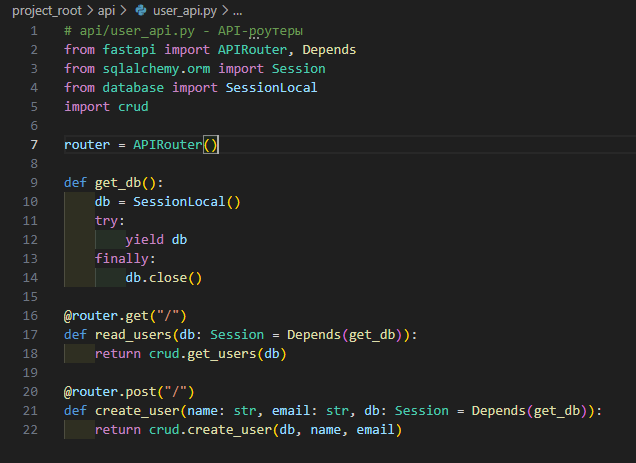 project_root > api > user_api.py > ...
1 # api/user_api.py - API-роутеры
2 from fastapi import APIRouter, Depends
3 from sqlalchemy.orm import Session
4 from database import SessionLocal
5 import crud
6
7 router = APIRouter()
8
9 def get_db():
10     db = SessionLocal()
11     try:
12         yield db
13     finally:
14         db.close()
15
16 @router.get("/")
17 def read_users(db: Session = Depends(get_db)):
18     return crud.get_users(db)
19
20 @router.post("/")
21 def create_user(name: str, email: str, db: Session = Depends(get_db)):
22     return crud.create_user(db, name, email)